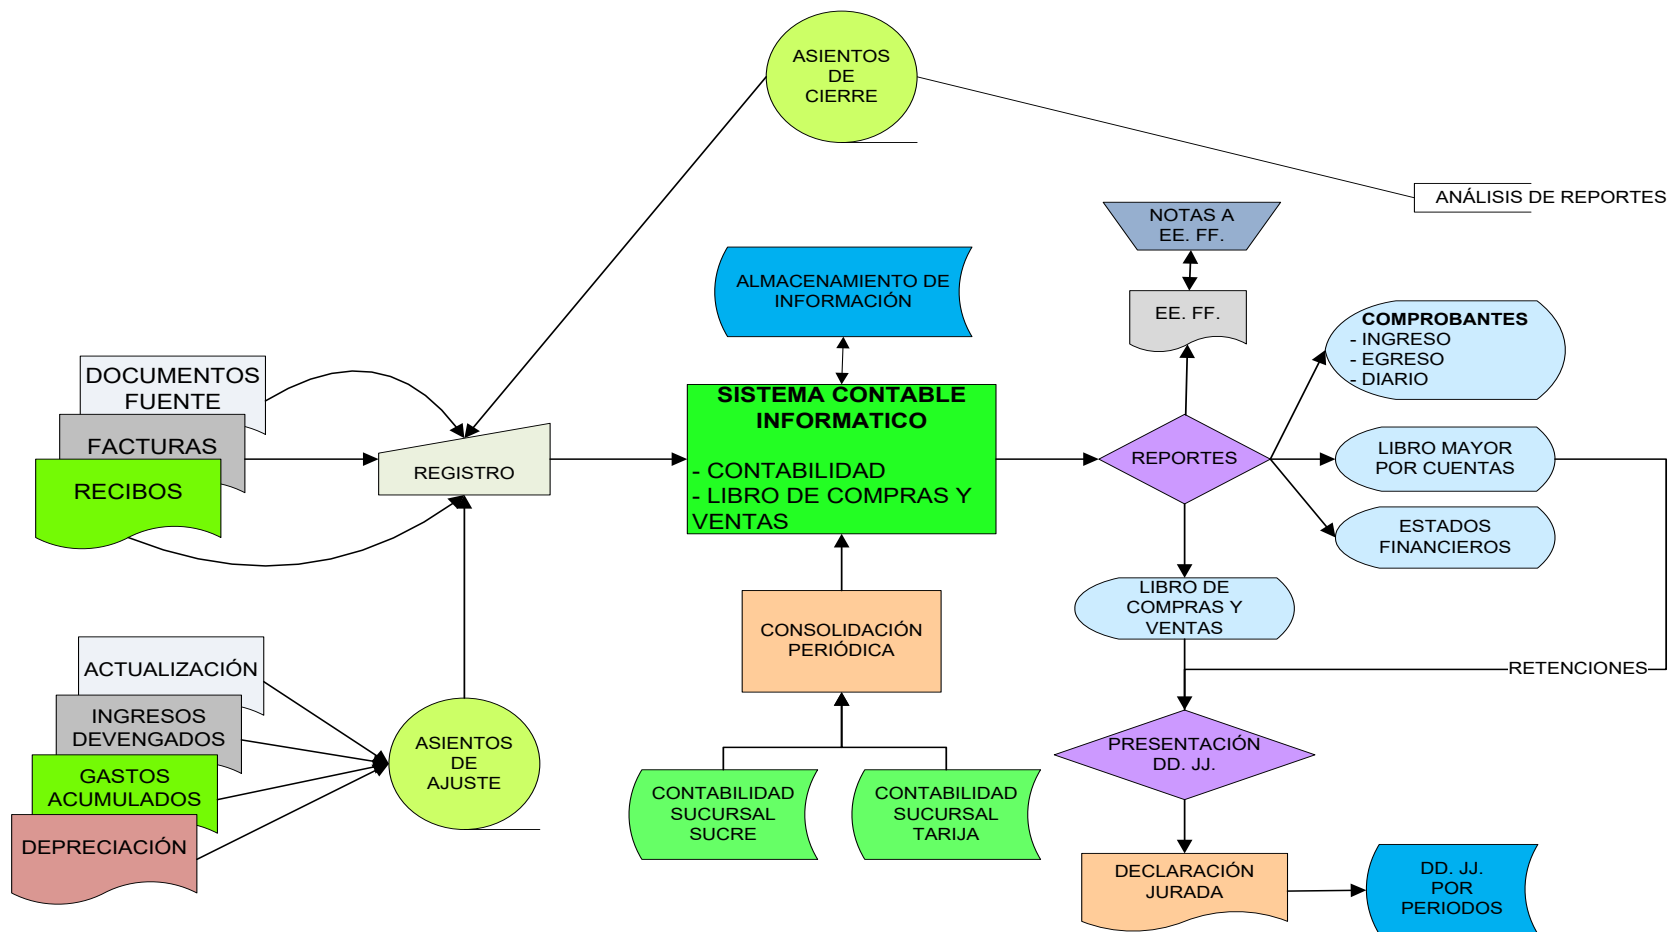 ASIENTOS
DE
CIERRE
ANÁLISIS DE REPORTES
NOTAS A
EE. FF.
ALMACENAMIENTO DE
INFORMACIÓN
EE. FF.
COMPROBANTES
- INGRESO
- EGRESO
- DIARIO
DOCUMENTOS
FUENTE
FACTURAS
RECIBOS
REGISTRO
SISTEMA CONTABLE
INFORMATICO
- CONTABILIDAD
- LIBRO DE COMPRAS Y
VENTAS
REPORTES
LIBRO MAYOR
POR CUENTAS
ESTADOS
FINANCIEROS
LIBRO DE
COMPRAS Y
VENTAS
CONSOLIDACIÓN
PERIÓDICA
RETENCIONES
ACTUALIZACIÓN
INGRESOS
DEVENGADOS
GASTOS
ACUMULADOS
DEPRECIACIÓN
ASIENTOS
DE
AJUSTE
PRESENTACIÓN
DD. JJ.
CONTABILIDAD
SUCURSAL
SUCRE
CONTABILIDAD
SUCURSAL
TARIJA
DECLARACIÓN
JURADA
DD. JJ.
POR
PERIODOS